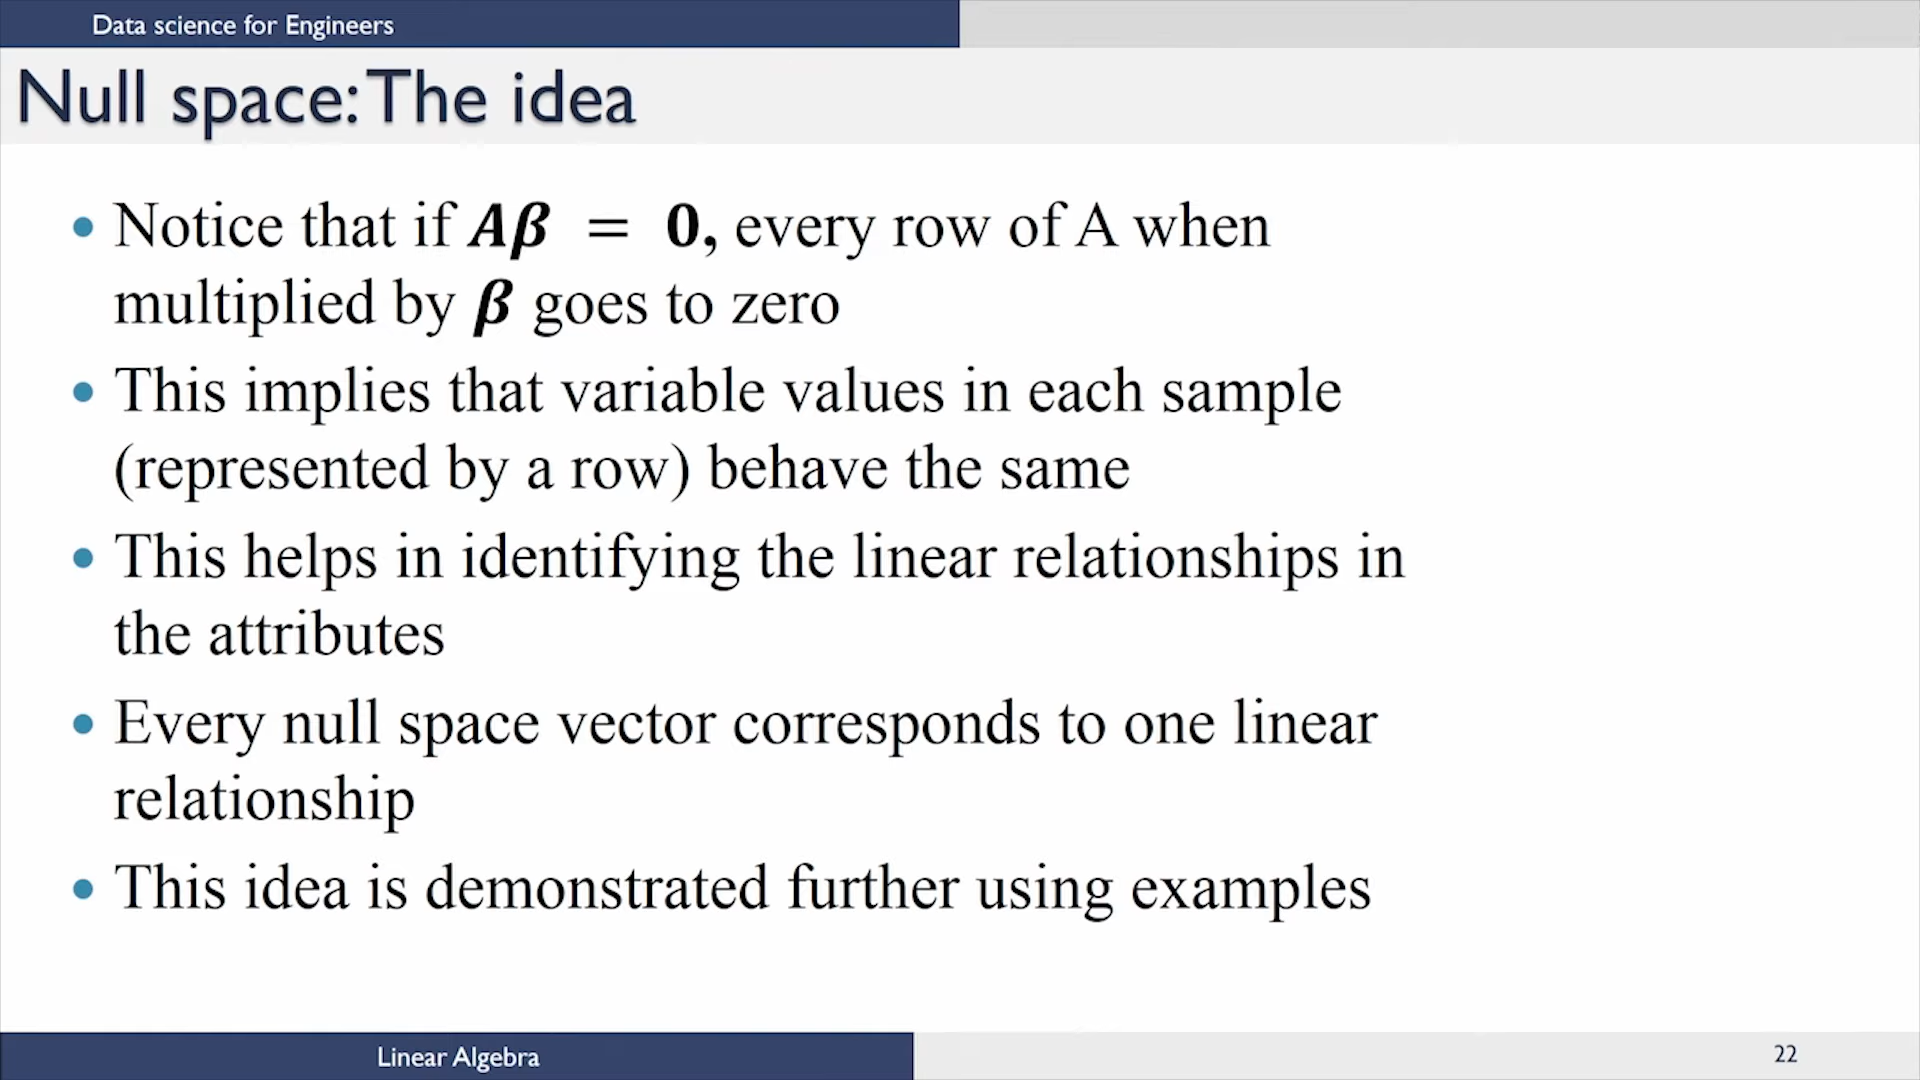 Data science for Engineers
Null space: The idea
• Notice that if Aβ = 0, every row of A when
multiplied by β goes to zero
• This implies that variable values in each sample
(represented by a row) behave the same
• This helps in identifying the linear relationships in
the attributes
• Every null space vector corresponds to one linear
relationship
• This idea is demonstrated further using examples
Linear Algebra
22